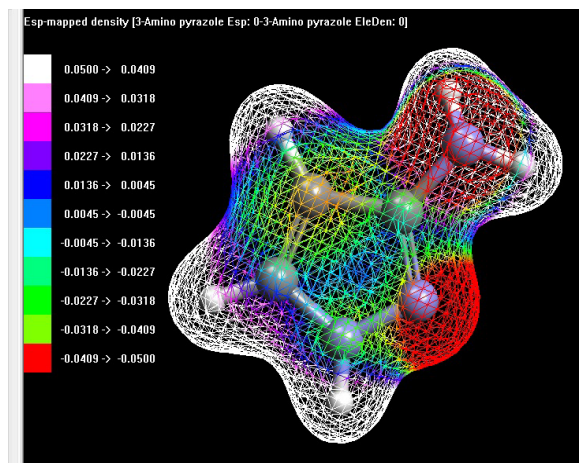 Esp-mapped density [3-Amino pyrazole Esp: 0-3-Amino pyrazole EleDen: 0]
0.0500 -> 0.0409
0.0409 -> 0.0318
0.0318 -> 0.0227
0.0227 -> 0.0136
0.0136 -> 0.0045
0.0045 -> -0.0045
-0.0045 -> -0.0136
-0.0136 -> -0.0227
-0.0227 -> -0.0318
-0.0318 -> -0.0409
-0.0409 -> -0.0500